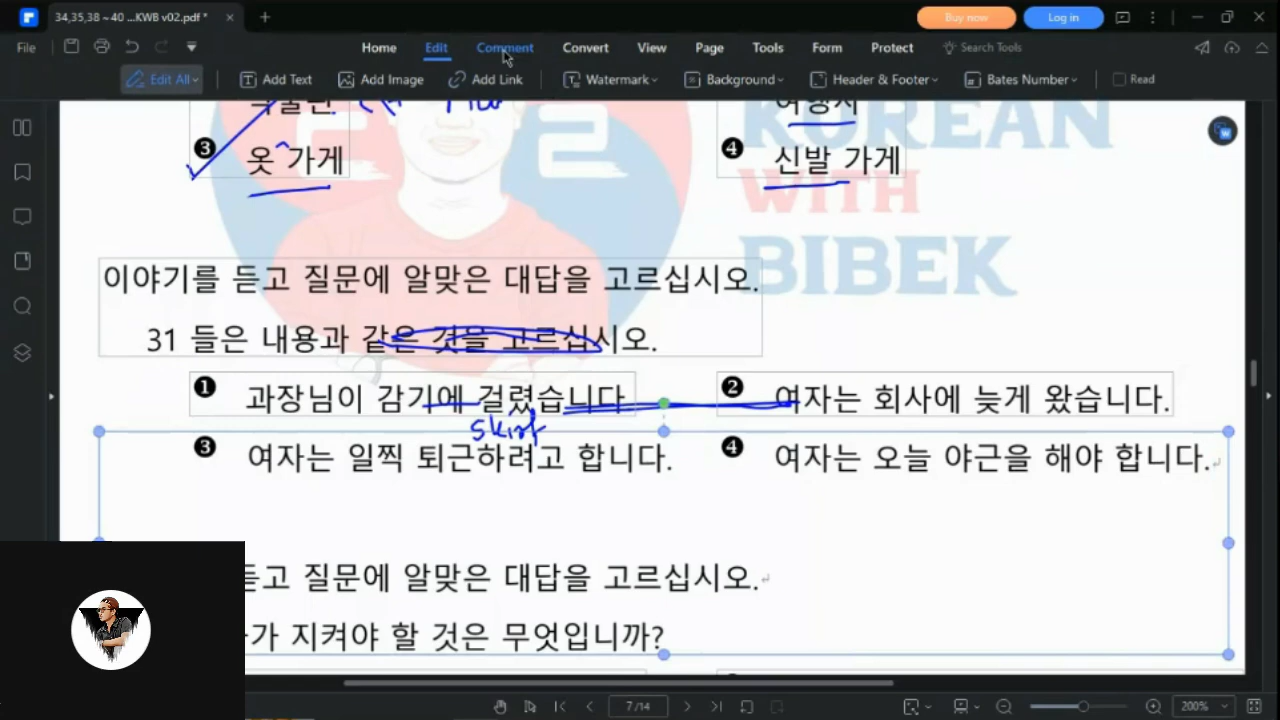 34,35,38 ~ 40 ...KWB v02.pdf *
Buy now
Log in
File
Home
Edit
Comment
Convert
View
Page
Tools
Form
Protect
Search Tools
Edit All
Add Text
Add Image
Add Link
Watermark
Background
Header & Footer
Bates Number
Read
KOREAN
WITH
BIBEK
❸ 옷 가게
❹ 신발 가게
이야기를 듣고 질문에 알맞은 대답을 고르십시오.
31 들은 내용과 같은 것을 고르십시오.
❶ 과장님이 감기에 걸렸습니다.
❷ 여자는 회사에 늦게 왔습니다.
skirt
❸ 여자는 일찍 퇴근하려고 합니다.
❹ 여자는 오늘 야근을 해야 합니다.
듣고 질문에 알맞은 대답을 고르십시오.
가 지켜야 할 것은 무엇입니까?
7 /14
200%